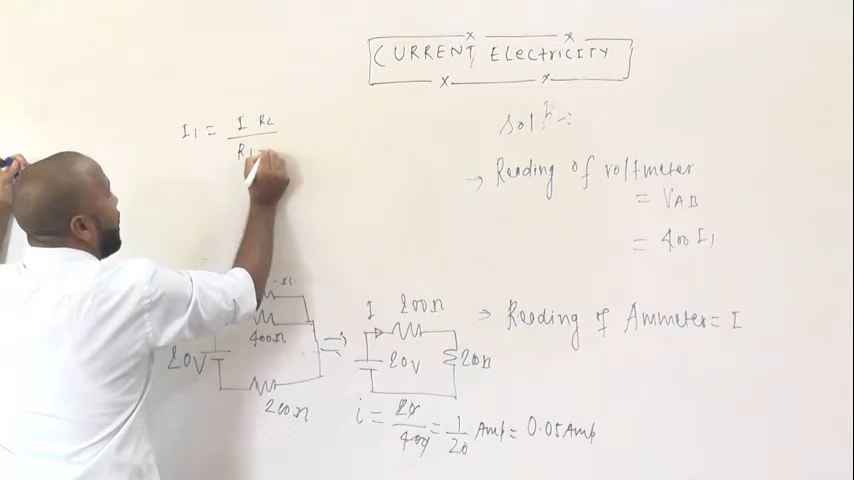 CURRENT ELECTRICITY
I1 = I R2
R1
Solⁿ :-
→ Reading of voltmeter
= VAB
= 400 I1
→ Reading of Ammeter = I
400Ω
20V
200Ω
I 200Ω
20V 200Ω
i = 20/400 = 1/20 Amp = 0.05 Amp